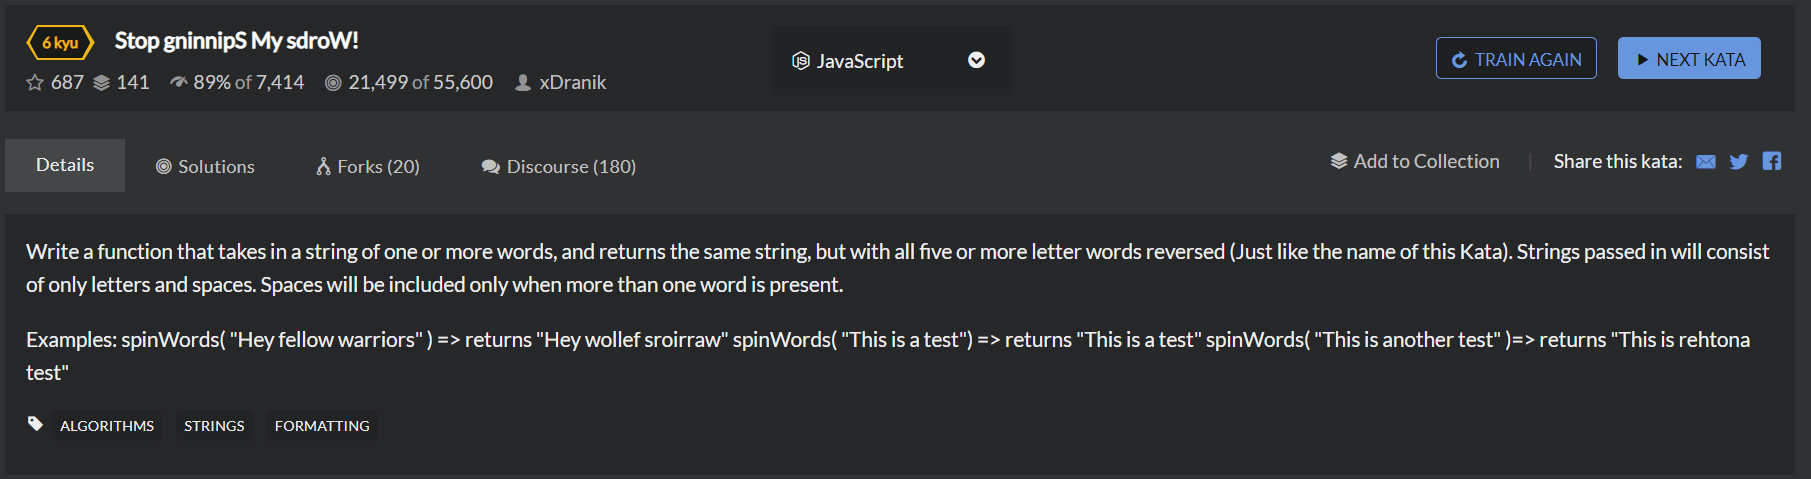 6 kyu
Stop gninnipS My sdroW!
687 141 89% of 7,414 21,499 of 55,600 xDranik
JavaScript
TRAIN AGAIN
NEXT KATA
Details
Solutions
Forks (20)
Discourse (180)
Add to Collection
Share this kata:
Write a function that takes in a string of one or more words, and returns the same string, but with all five or more letter words reversed (Just like the name of this Kata). Strings passed in will consist
of only letters and spaces. Spaces will be included only when more than one word is present.
Examples: spinWords( "Hey fellow warriors" ) => returns "Hey wollef sroirraw" spinWords( "This is a test") => returns "This is a test" spinWords( "This is another test" )=> returns "This is rehtona
test"
ALGORITHMS
STRINGS
FORMATTING